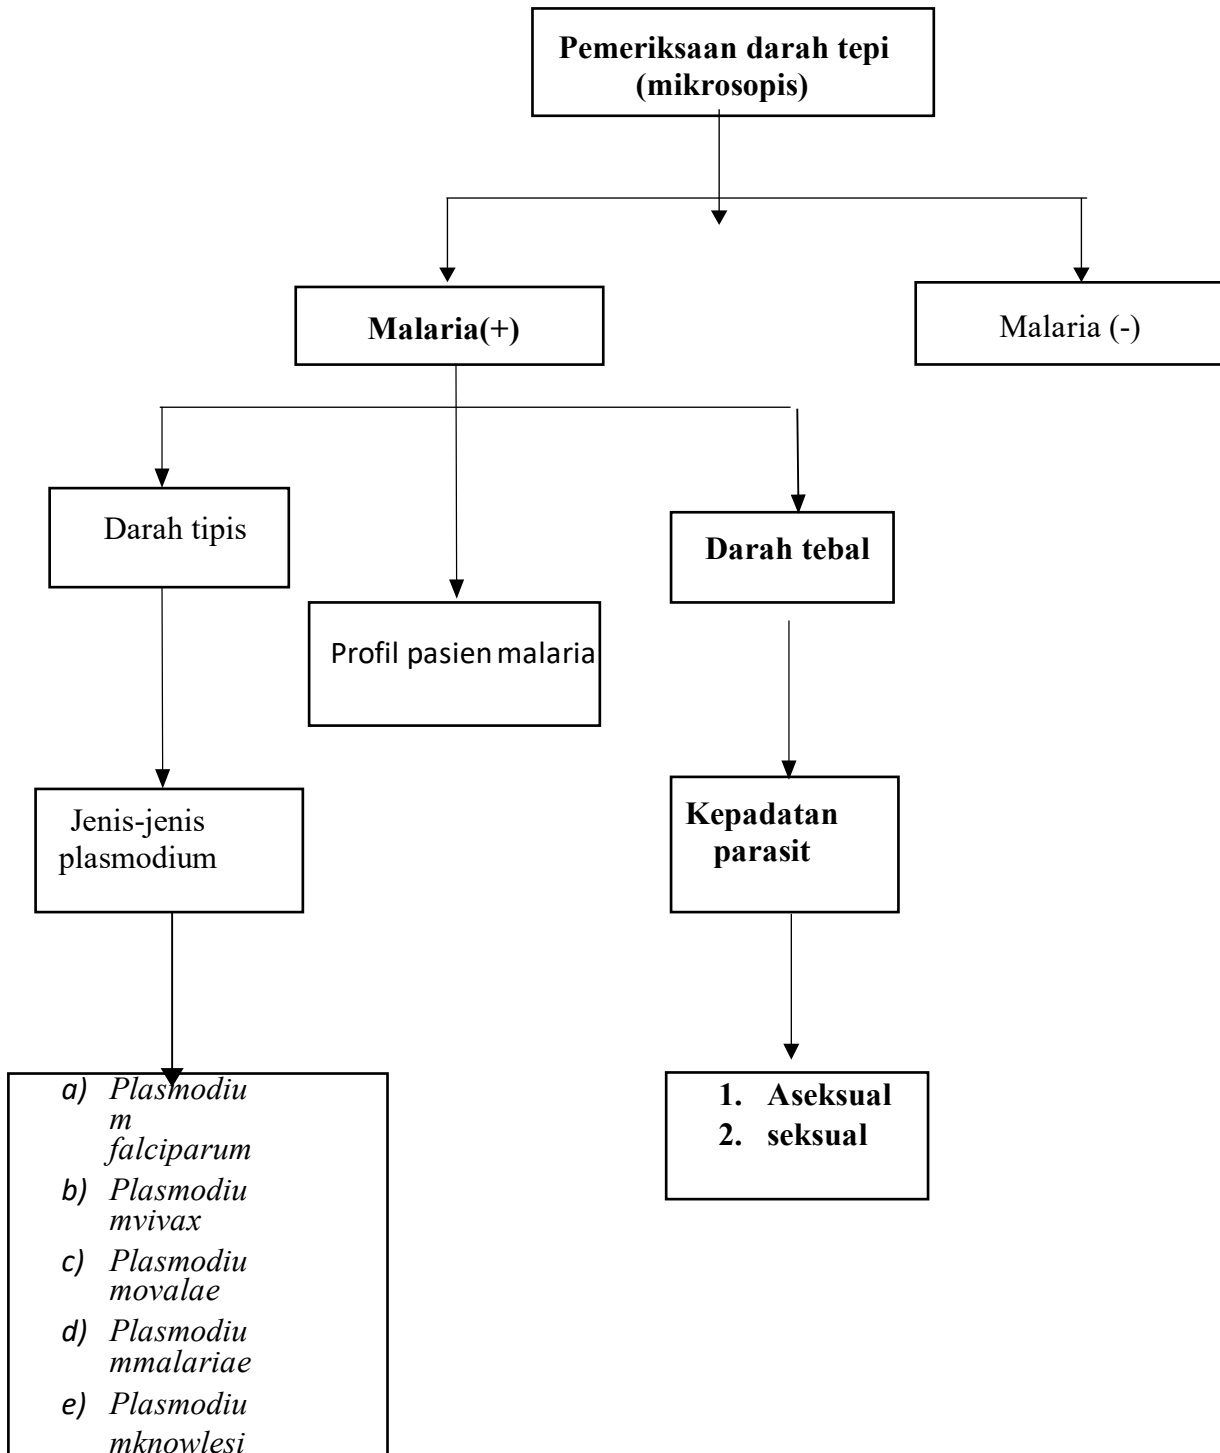 Pemeriksaan darah tepi
(mikrosopis)
Malaria(+)
Malaria (-)
Darah tipis
Darah tebal
Profil pasien malaria
Jenis-jenis
plasmodium
Kepadatan
parasit
a) Plasmodiu
m
falciparum
b) Plasmodiu
mvivax
c) Plasmodiu
movalae
d) Plasmodiu
mmalariae
e) Plasmodiu
mknowlesi
1. Aseksual
2. seksual